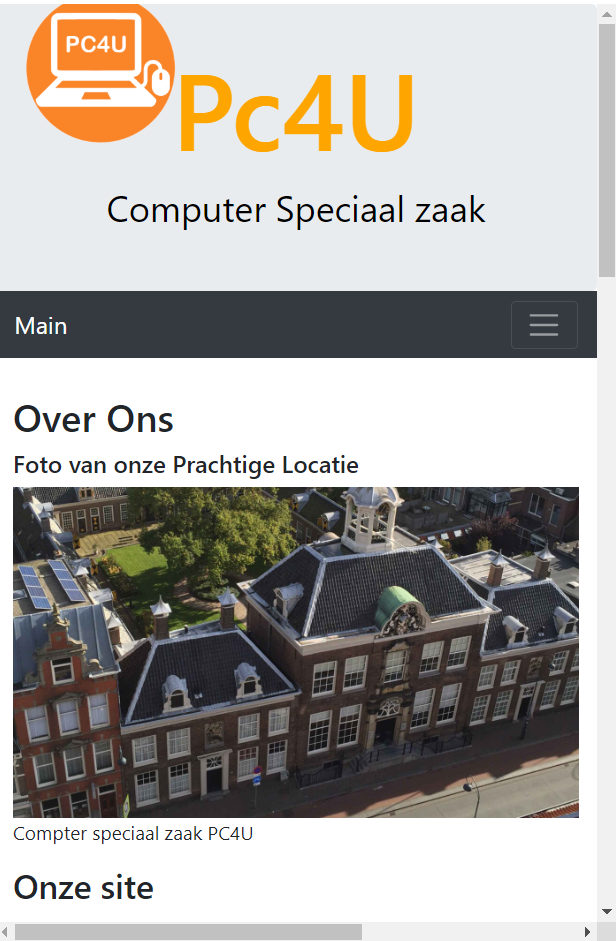 PC4U
Pc4U
Computer Speciaal zaak
Main
Over Ons
Foto van onze Prachtige Locatie
Compter speciaal zaak PC4U
Onze site